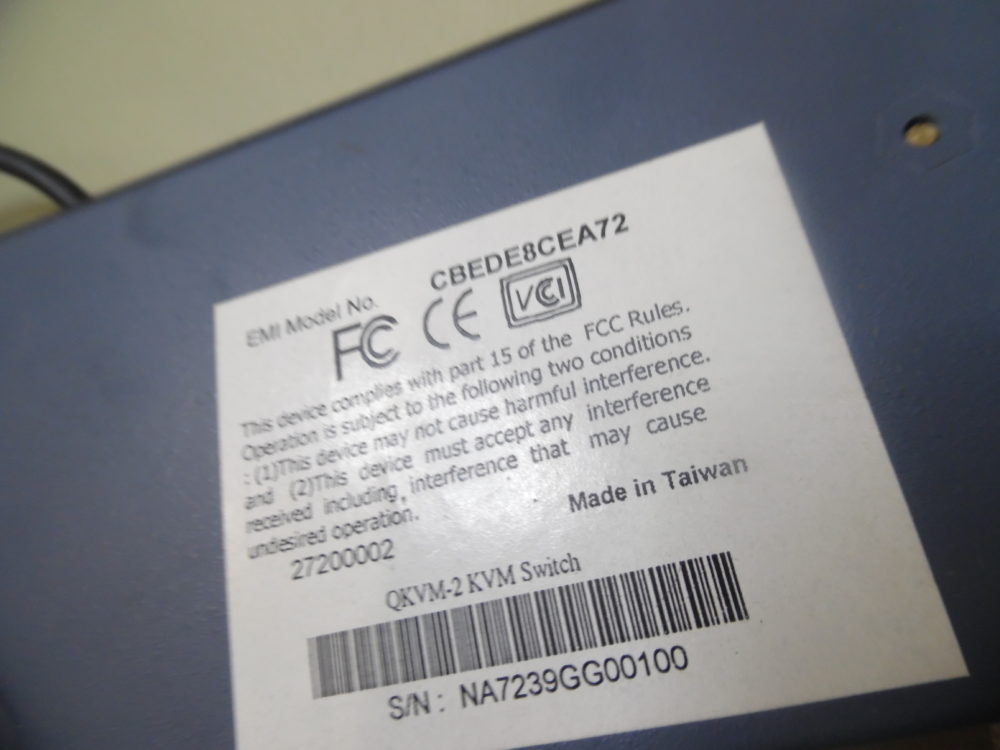 EMI Model No. CBEDE8CEA72
FC CE VCI
This device complies with part 15 of the FCC Rules.
Operation is subject to the following two conditions
: (1)This device may not cause harmful interference.
and (2)This device must accept any interference
received including interference that may cause
undesired operation.
Made in Taiwan
27200002
QKVM-2 KVM Switch
S/N : NA7239GG00100